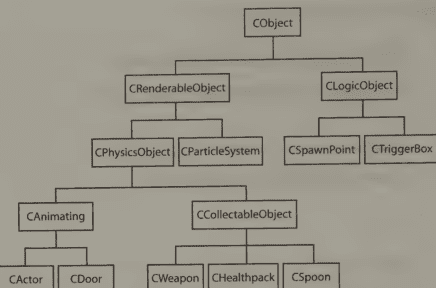 CObject
CRenderableObject
CLogicObject
CPhysicsObject
CParticleSystem
CSpawnPoint
CTriggerBox
CAnimating
CCollectableObject
CActor
CDoor
CWeapon
CHealthpack
CSpoon